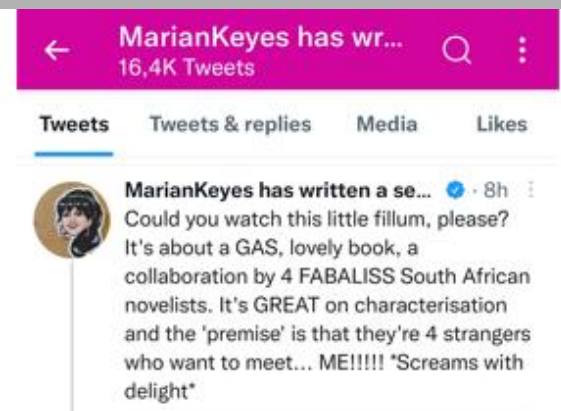 MarianKeyes has wr...
16,4K Tweets
Tweets Tweets & replies Media Likes
MarianKeyes has written a se... · 8h
Could you watch this little fillum, please?
It's about a GAS, lovely book, a
collaboration by 4 FABALISS South African
novelists. It's GREAT on characterisation
and the 'premise' is that they're 4 strangers
who want to meet... ME!!!!! *Screams with
delight*